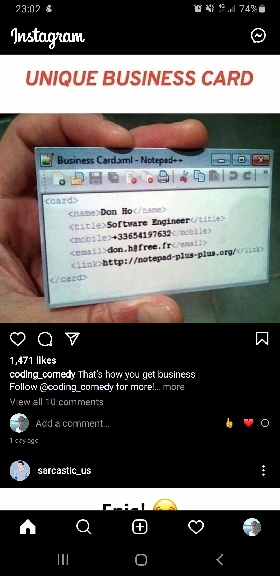 23:02
74%
Instagram
UNIQUE BUSINESS CARD
Business Card.xml - Notepad++
<card>
<name>Don Ho</name>
<title>Software Engineer</title>
<mobile>+33654197632</mobile>
<email>don.h@free.fr</email>
<link>http://notepad-plus-plus.org/</link>
</card>
1,471 likes
coding_comedy That's how you get business
Follow @coding_comedy for more!... more
View all 10 comments
Add a comment...
1 day ago
sarcastic_us